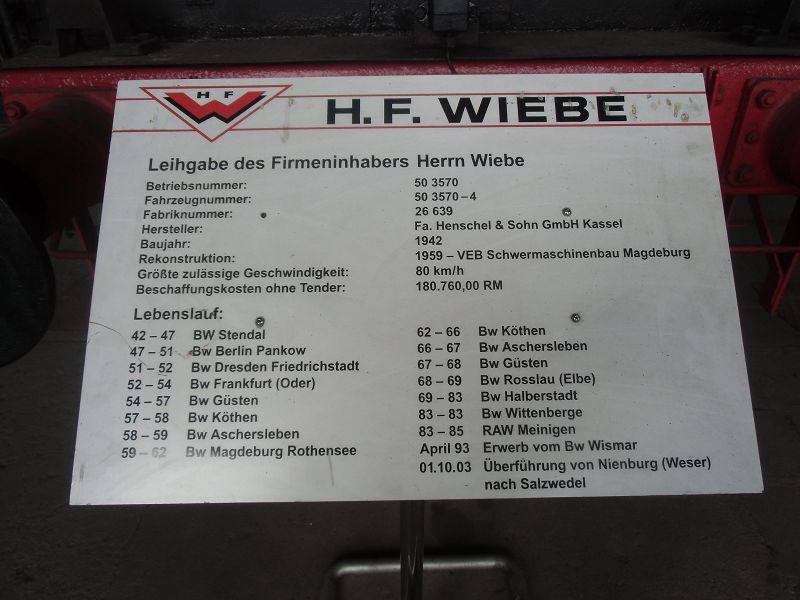 H F
W
H.F. WIEBE
Leihgabe des Firmeninhabers Herrn Wiebe
Betriebsnummer: 50 3570
Fahrzeugnummer: 50 3570 – 4
Fabriknummer: 26 639
Hersteller: Fa. Henschel & Sohn GmbH Kassel
Baujahr: 1942
Rekonstruktion: 1959 – VEB Schwermaschinenbau Magdeburg
Größte zulässige Geschwindigkeit: 80 km/h
Beschaffungskosten ohne Tender: 180.760,00 RM
Lebenslauf:
42 – 47 BW Stendal
47 – 51 Bw Berlin Pankow
51 – 52 Bw Dresden Friedrichstadt
52 – 54 Bw Frankfurt (Oder)
54 – 57 Bw Güsten
57 – 58 Bw Köthen
58 – 59 Bw Aschersleben
59 – 62 Bw Magdeburg Rothensee
62 – 66 Bw Köthen
66 – 67 Bw Aschersleben
67 – 68 Bw Güsten
68 – 69 Bw Rosslau (Elbe)
69 – 83 Bw Halberstadt
83 – 83 Bw Wittenberge
83 – 85 RAW Meinigen
April 93 Erwerb vom Bw Wismar
01.10.03 Überführung von Nienburg (Weser)
nach Salzwedel